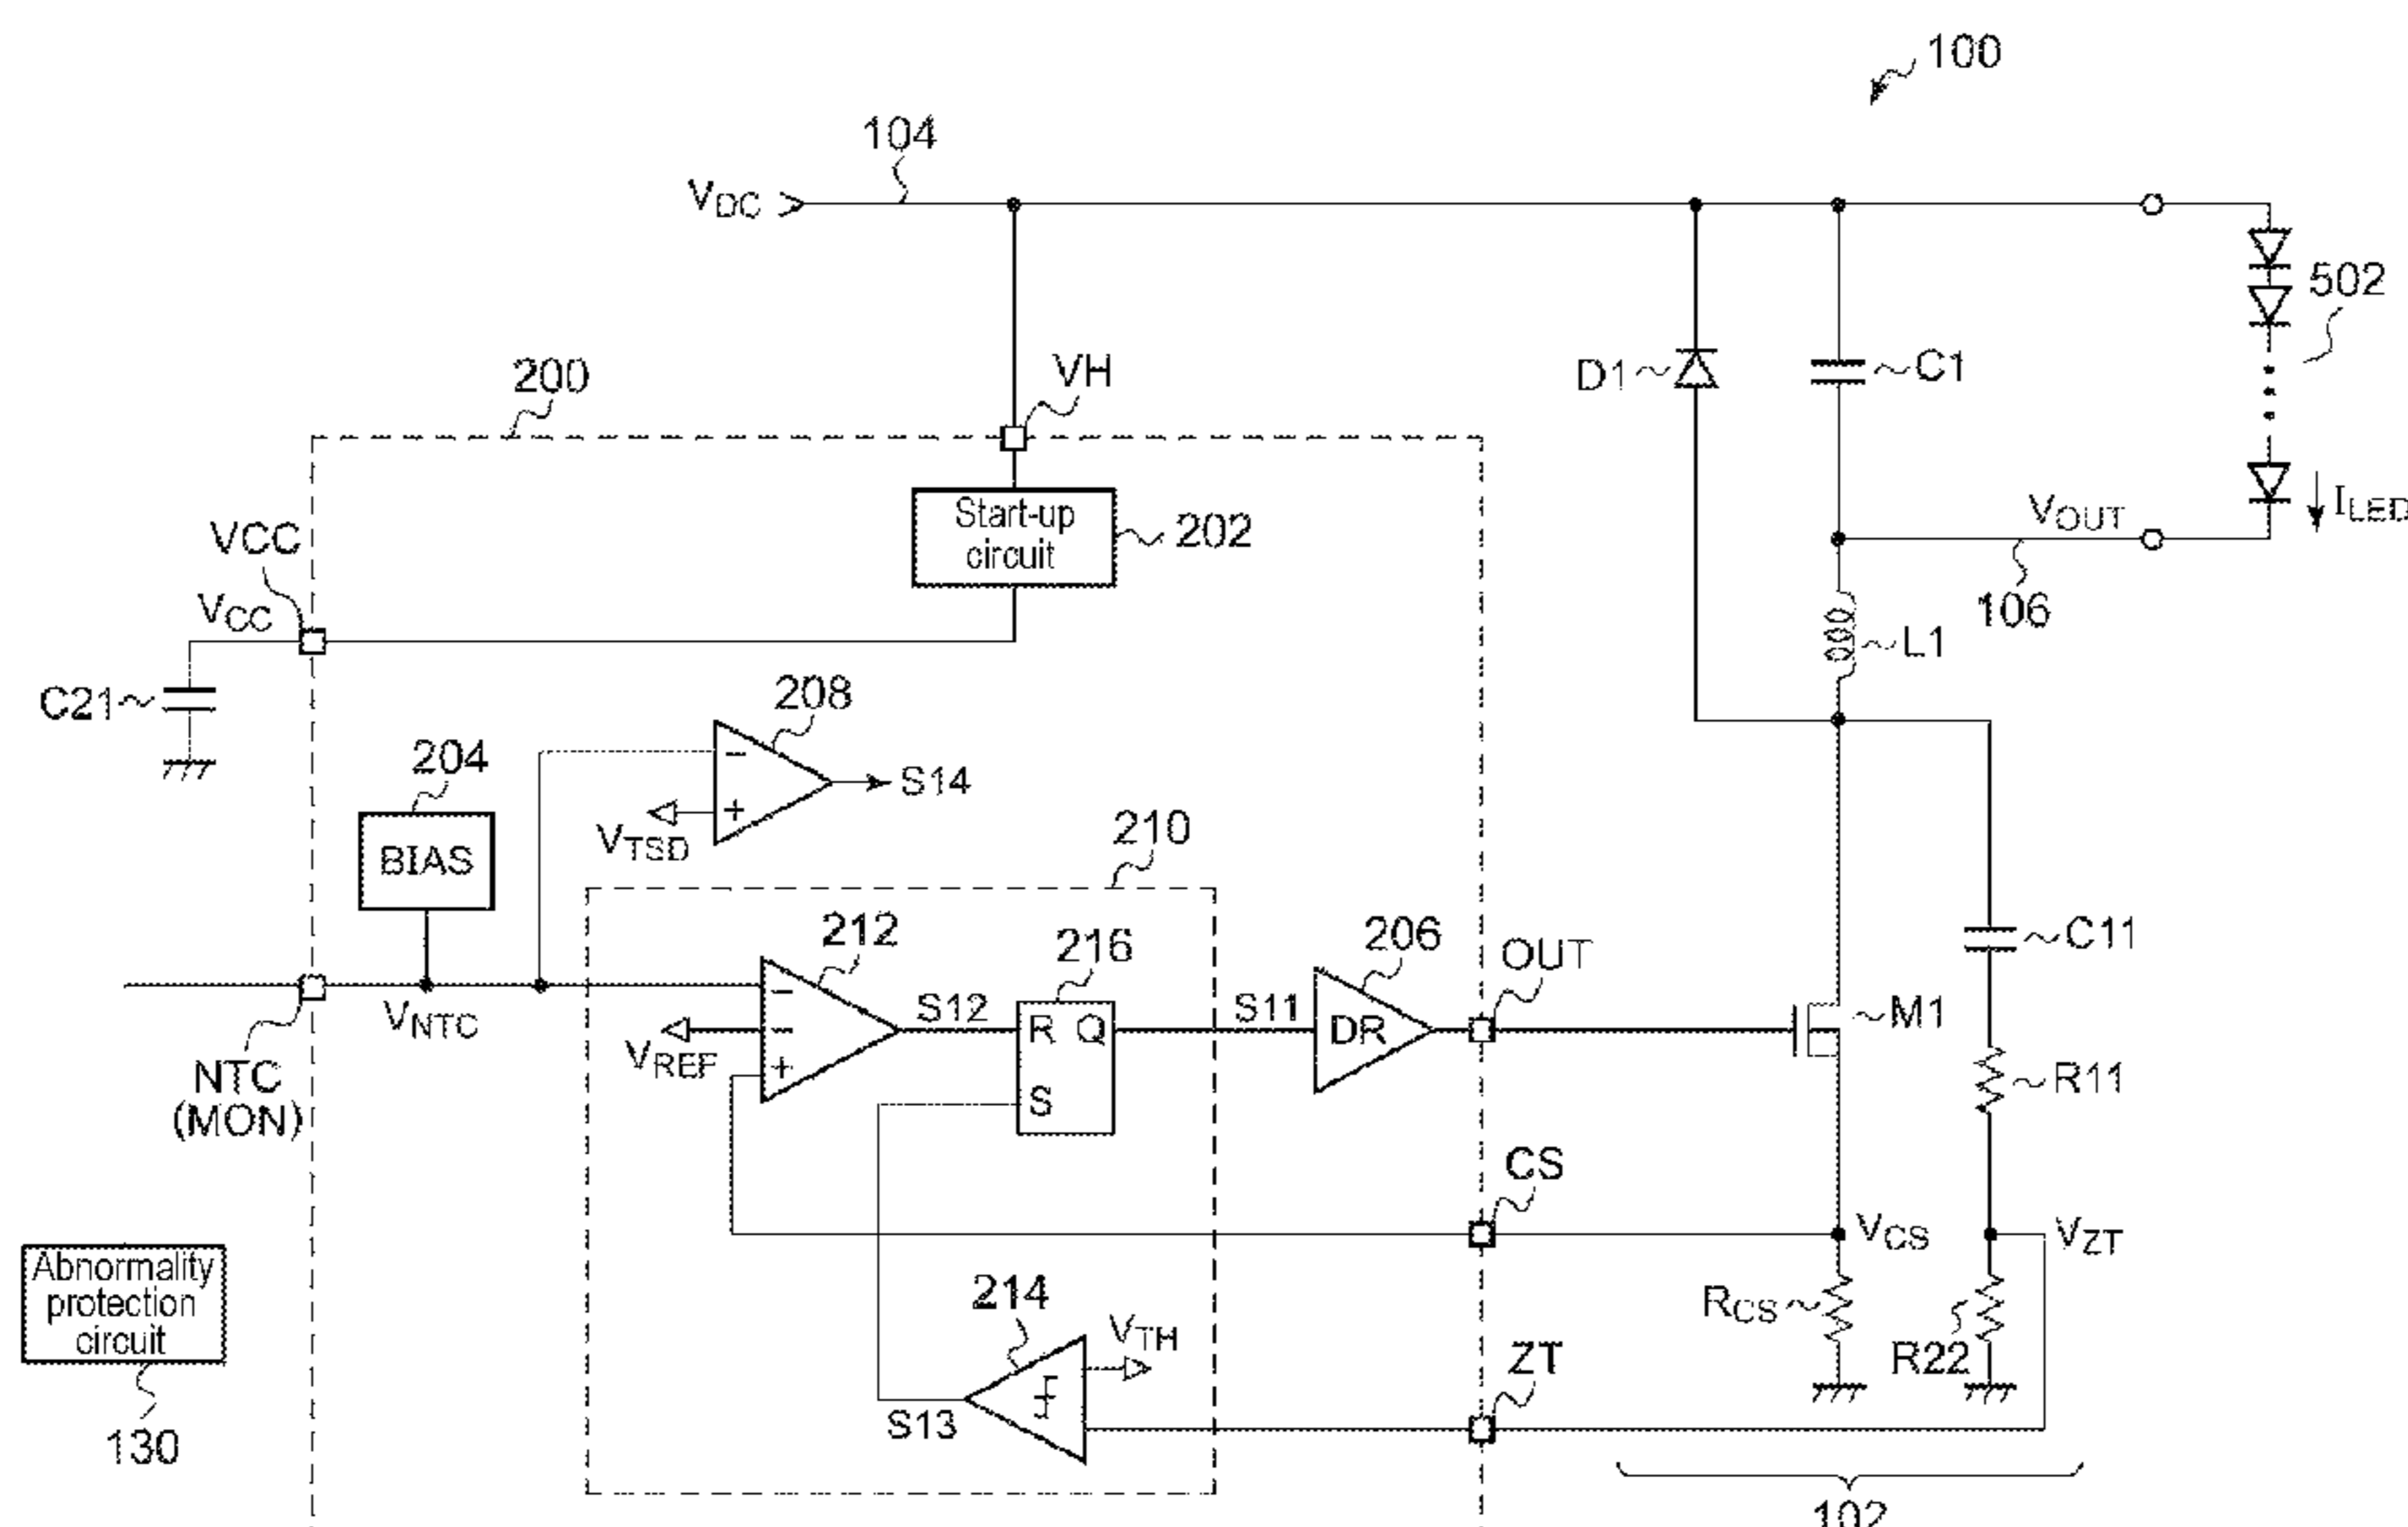 100
104
VDC
502
D1
C1
VH
200
Start-up
circuit
202
VOUT
ILED
106
VCC
VCC
L1
C21
208
−
+
S14
VTSD
204
BIAS
210
212
216
206
OUT
C11
−
−
+
S12
R Q
S
S11
DR
M1
VNTC
VREF
NTC
(MON)
R11
CS
VCS
VZT
Abnormality
protection
circuit
130
214
VTH
RCS
R22
ZT
S13
102